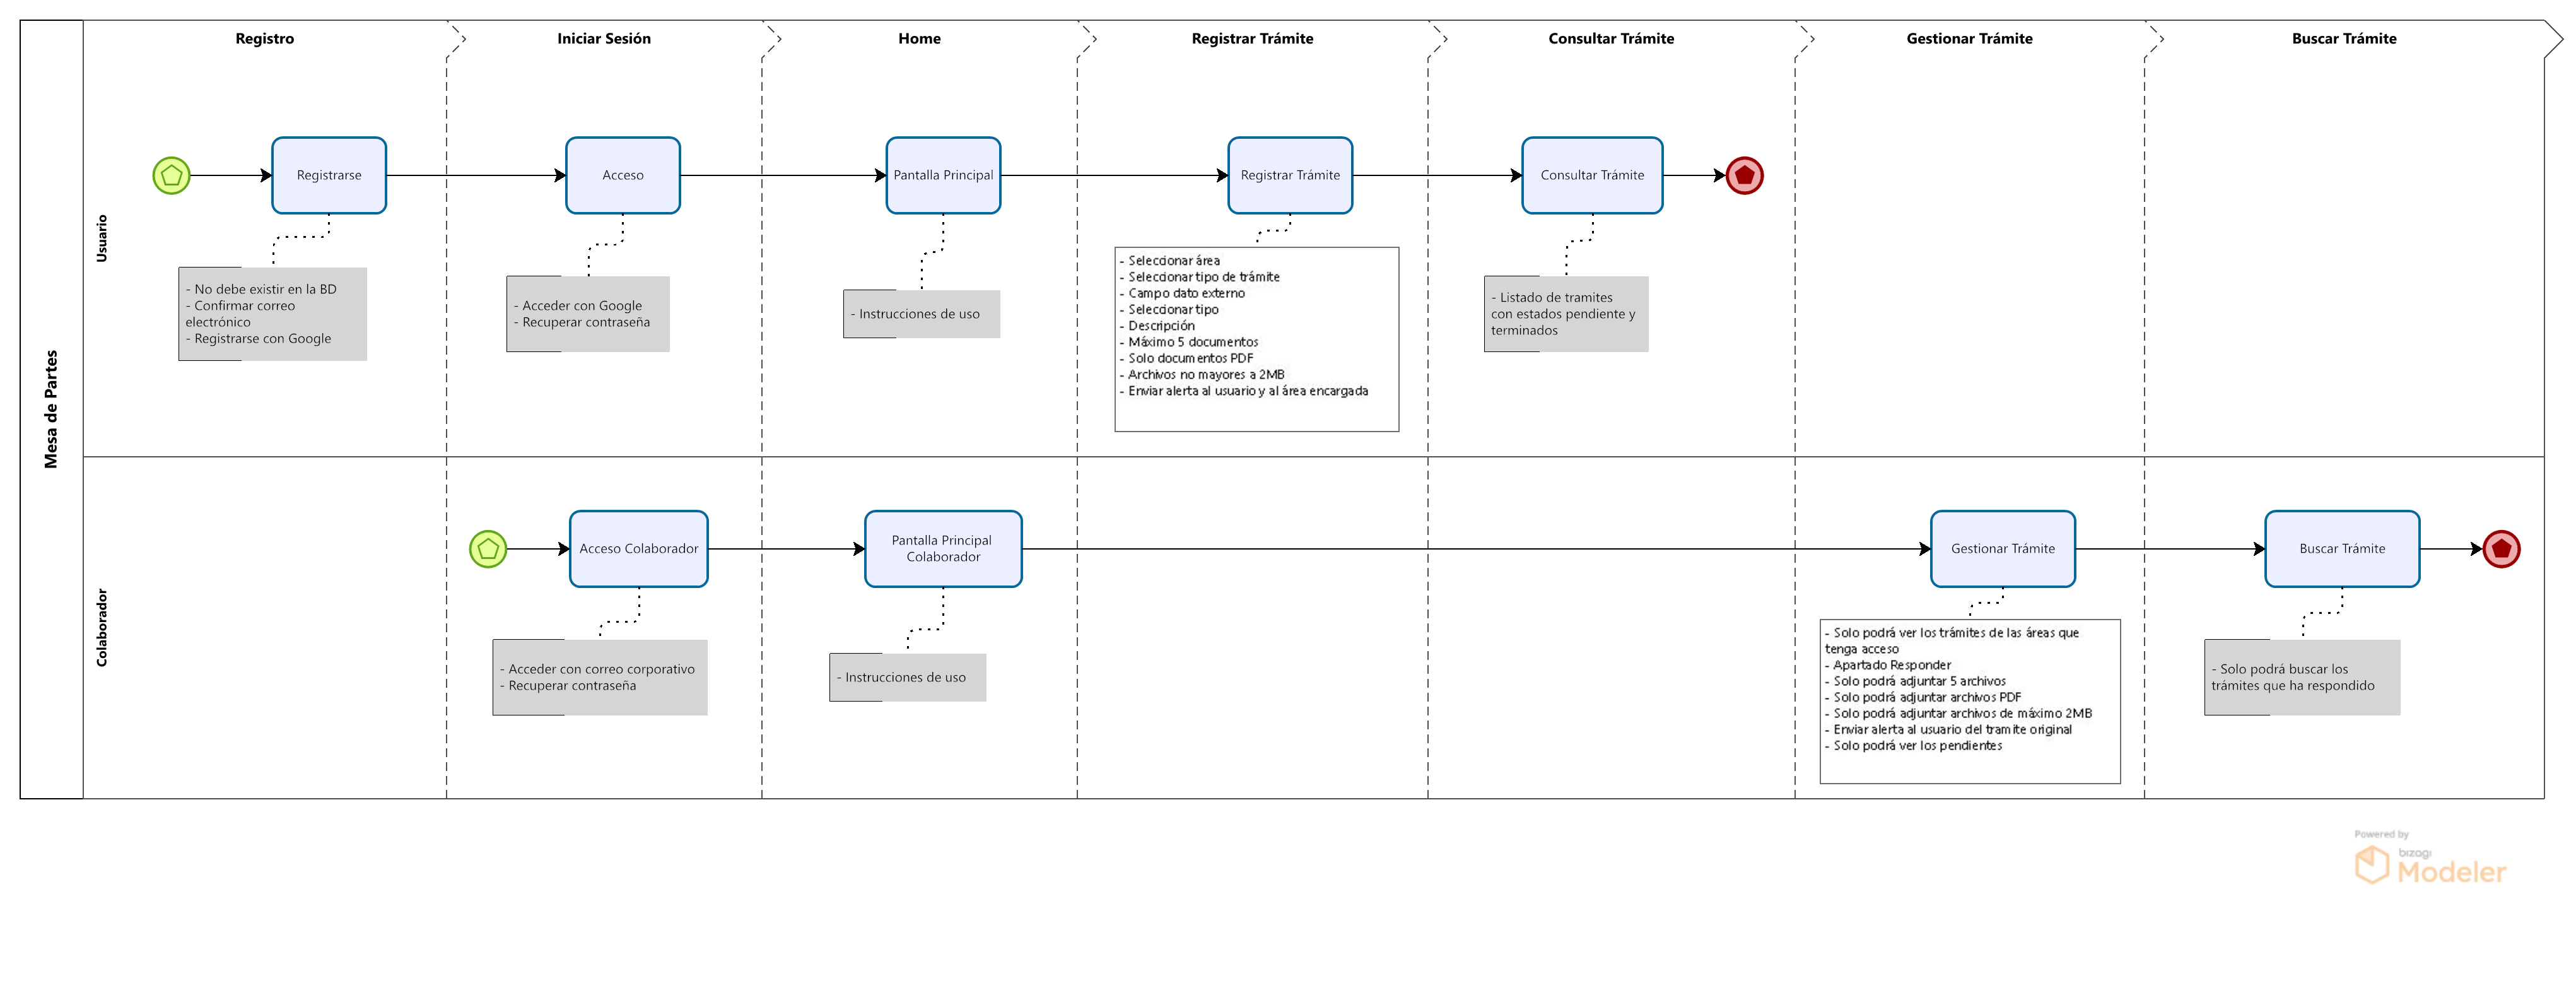 Registro
Iniciar Sesión
Home
Registrar Trámite
Consultar Trámite
Gestionar Trámite
Buscar Trámite
Mesa de Partes
Usuario
Registrarse
Acceso
Pantalla Principal
Registrar Trámite
Consultar Trámite
- No debe existir en la BD
- Confirmar correo
electrónico
- Registrarse con Google
- Acceder con Google
- Recuperar contraseña
- Instrucciones de uso
- Seleccionar área
- Seleccionar tipo de trámite
- Campo dato externo
- Seleccionar tipo
- Descripción
- Máximo 5 documentos
- Solo documentos PDF
- Archivos no mayores a 2MB
- Enviar alerta al usuario y al área encargada
- Listado de tramites
con estados pendiente y
terminados
Colaborador
Acceso Colaborador
Pantalla Principal
Colaborador
Gestionar Trámite
Buscar Trámite
- Acceder con correo corporativo
- Recuperar contraseña
- Instrucciones de uso
- Solo podrá ver los trámites de las áreas que
tenga acceso
- Apartado Responder
- Solo podrá adjuntar 5 archivos
- Solo podrá adjuntar archivos PDF
- Solo podrá adjuntar archivos de máximo 2MB
- Enviar alerta al usuario del tramite original
- Solo podrá ver los pendientes
- Solo podrá buscar los
trámites que ha respondido
Powered by
bizagi
Modeler